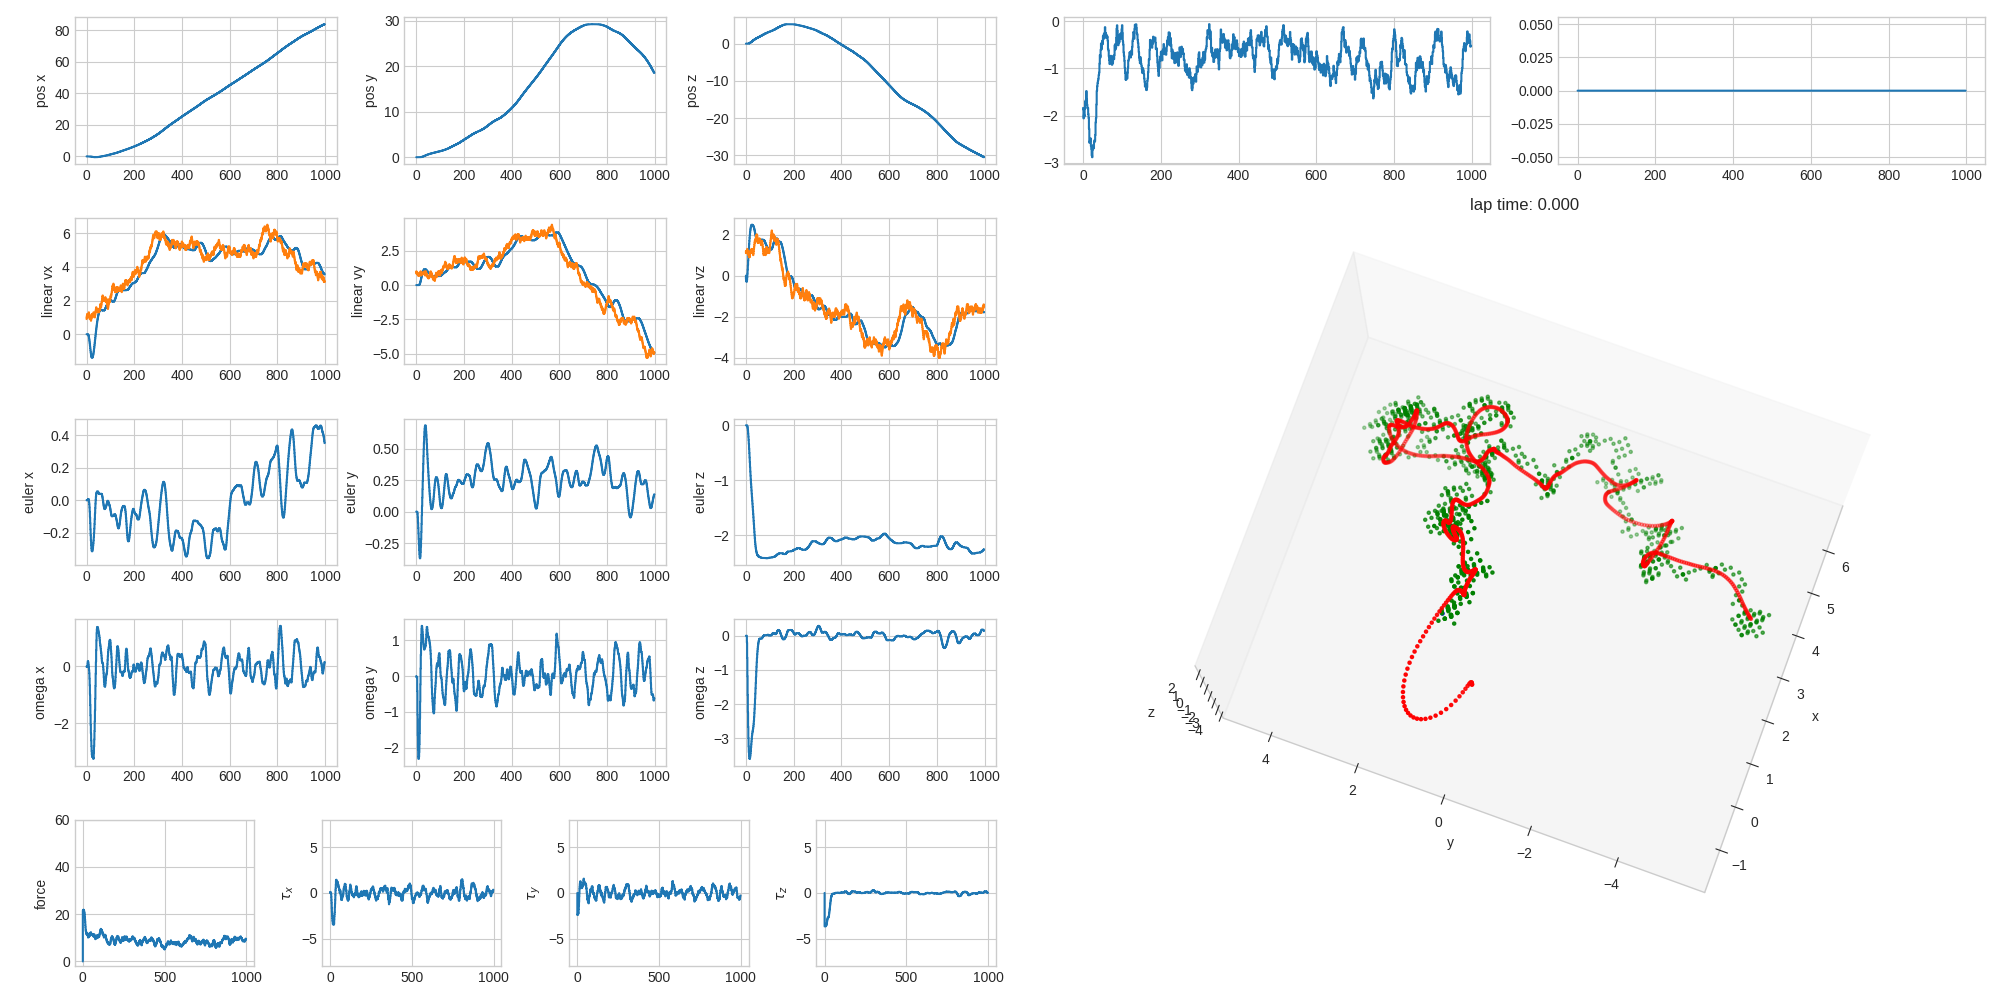 80
60
40
20
0
pos x
0 200 400 600 800 1000
30
20
10
0
pos y
0 200 400 600 800 1000
0
−10
−20
−30
pos z
0 200 400 600 800 1000
0
−1
−2
−3
0 200 400 600 800 1000
0.050
0.025
0.000
−0.025
−0.050
0 200 400 600 800 1000
lap time: 0.000
6
4
2
0
linear vx
0 200 400 600 800 1000
2.5
0.0
−2.5
−5.0
linear vy
0 200 400 600 800 1000
2
0
−2
−4
linear vz
0 200 400 600 800 1000
0.4
0.2
0.0
−0.2
euler x
0 200 400 600 800 1000
0.50
0.25
0.00
−0.25
euler y
0 200 400 600 800 1000
0
−1
−2
euler z
0 200 400 600 800 1000
0
−2
omega x
0 200 400 600 800 1000
1
0
−1
−2
omega y
0 200 400 600 800 1000
0
−1
−2
−3
omega z
0 200 400 600 800 1000
60
40
20
0
force
0 500 1000
5
0
−5
τx
0 500 1000
5
0
−5
τy
0 500 1000
5
0
−5
τz
0 500 1000
2
1
0
−1
−2
−3
−4
z
4
2
0
−2
−4
y
6
5
4
3
2
1
0
−1
x